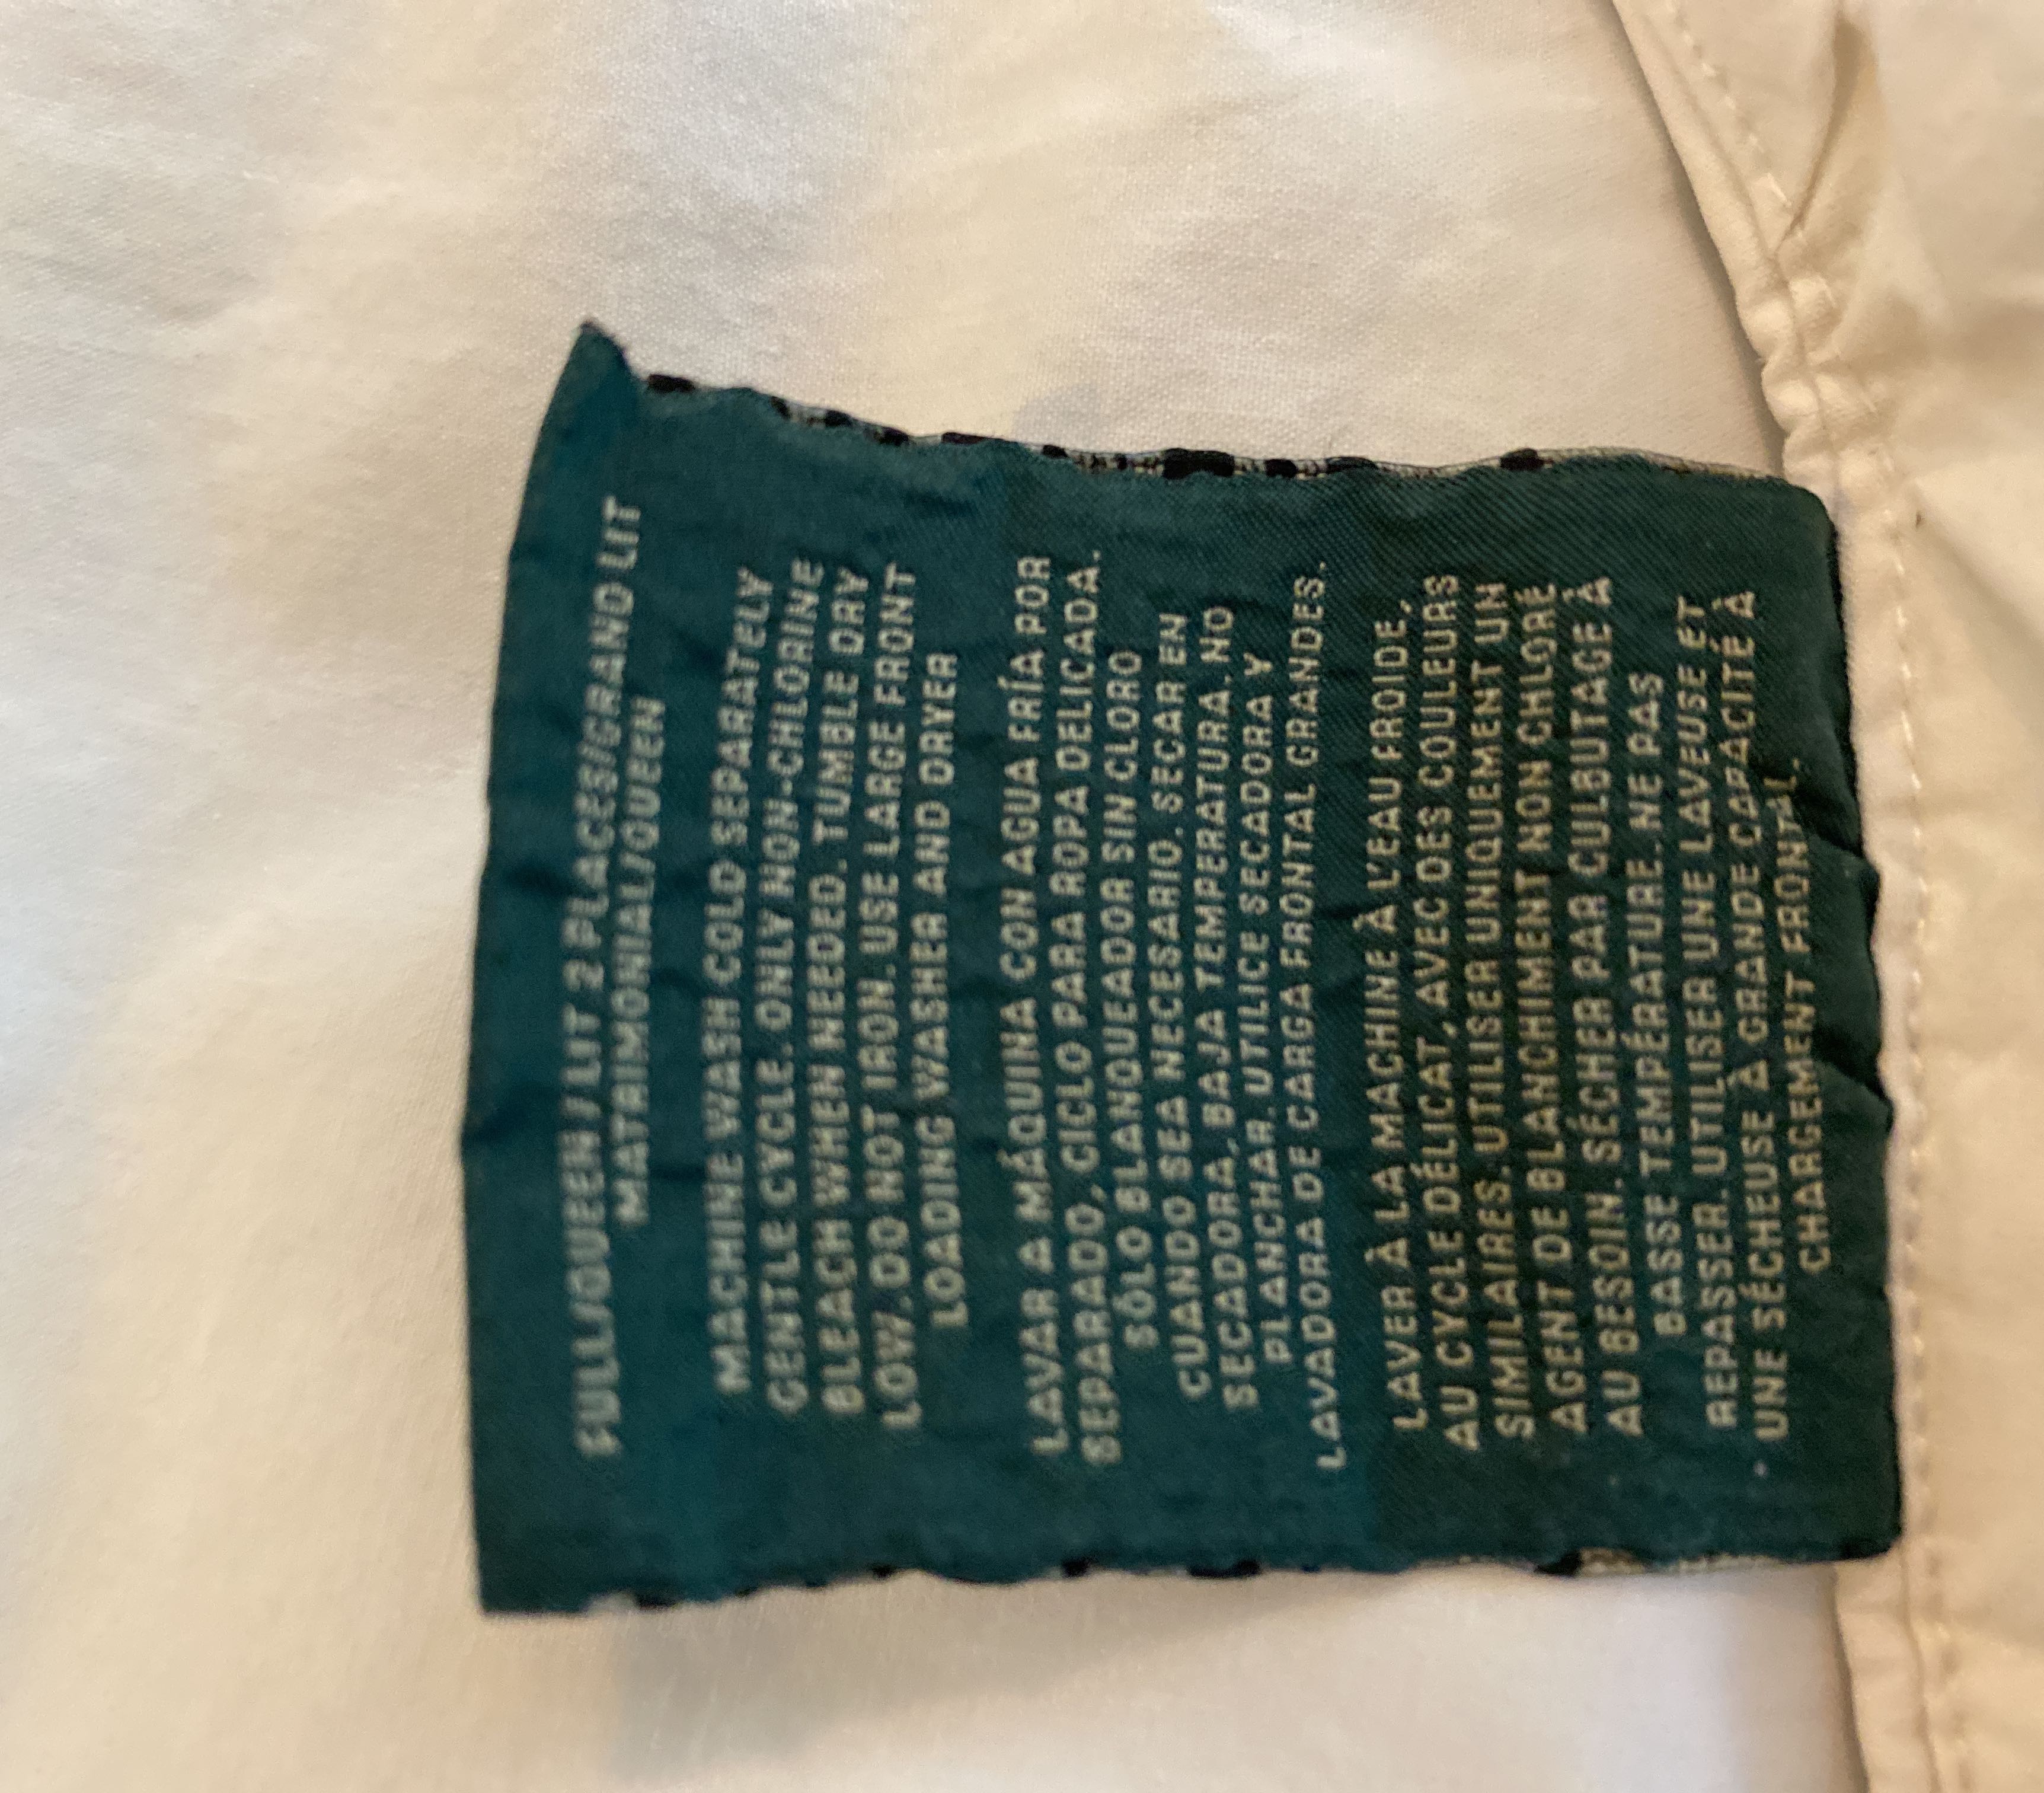 FULL/QUEEN / LIT 2 PLACES/GRAND LIT
MATRIMONIAL/QUEEN
MACHINE WASH COLD SEPARATELY
GENTLE CYCLE. ONLY NON-CHLORINE
BLEACH WHEN NEEDED. TUMBLE DRY
LOW. DO NOT IRON. USE LARGE FRONT
LOADING WASHER AND DRYER
LAVAR A MÁQUINA CON AGUA FRÍA POR
SEPARADO, CICLO PARA ROPA DELICADA.
SÓLO BLANQUEADOR SIN CLORO
CUANDO SEA NECESARIO. SECAR EN
SECADORA, BAJA TEMPERATURA. NO
PLANCHAR. UTILICE SECADORA Y
LAVADORA DE CARGA FRONTAL GRANDES.
LAVER À LA MACHINE À L'EAU FROIDE,
AU CYCLE DÉLICAT, AVEC DES COULEURS
SIMILAIRES. UTILISER UNIQUEMENT UN
AGENT DE BLANCHIMENT NON CHLORÉ
AU BESOIN. SÉCHER PAR CULBUTAGE À
BASSE TEMPÉRATURE. NE PAS
REPASSER. UTILISER UNE LAVEUSE ET
UNE SÉCHEUSE À GRANDE CAPACITÉ À
CHARGEMENT FRONTAL.